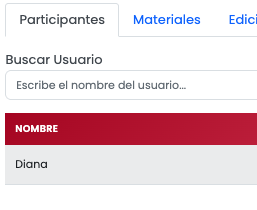 Participantes Materiales
Buscar Usuario
Escribe el nombre del usuario...
NOMBRE
Diana